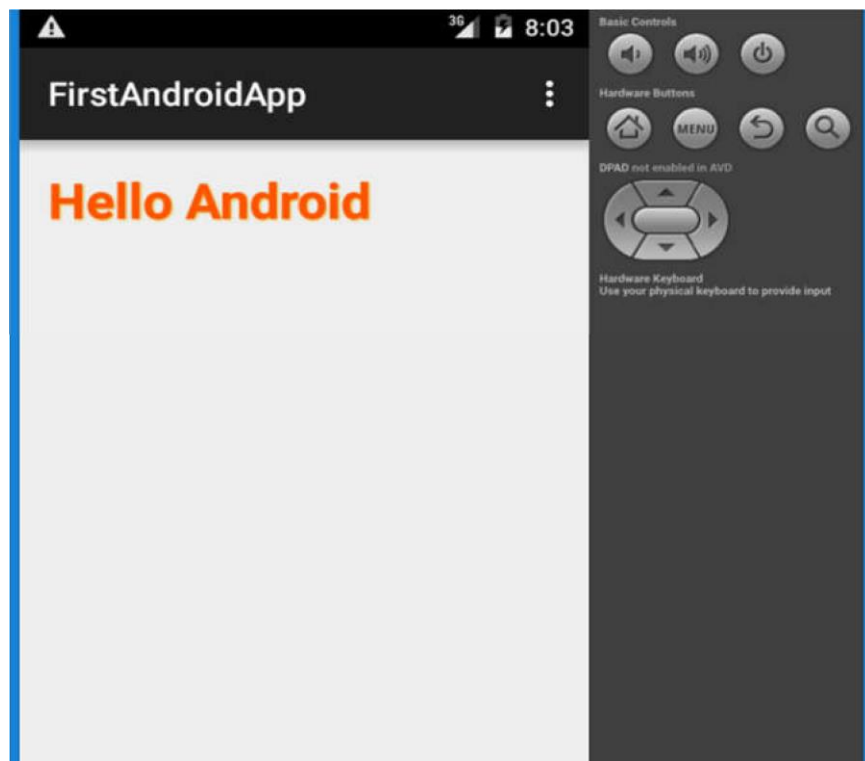 3G 8:03
FirstAndroidApp
Hello Android
Basic Controls
Hardware Buttons
MENU
DPAD not enabled in AVD
Hardware Keyboard
Use your physical keyboard to provide input